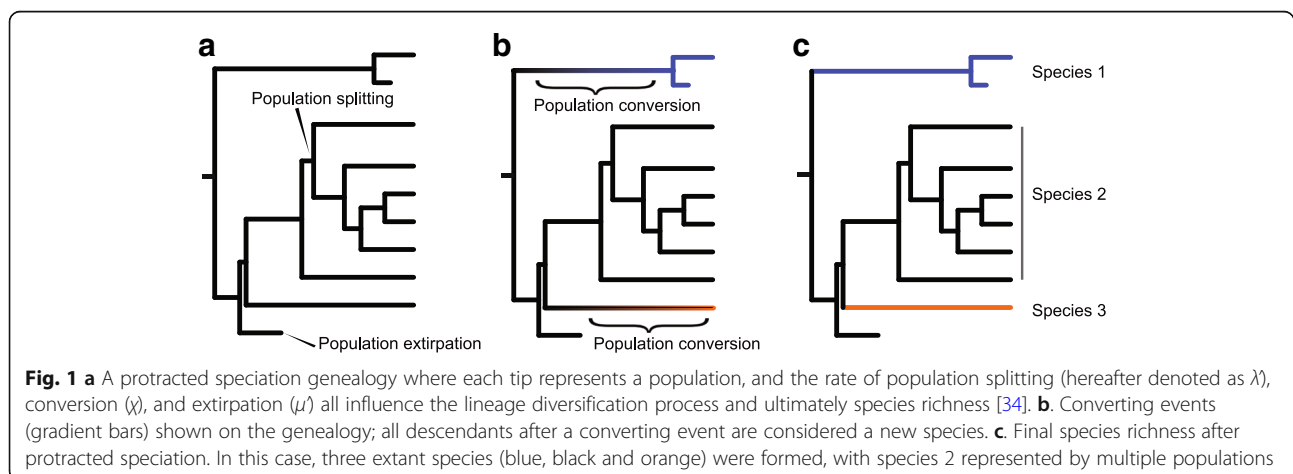 a
b
c
Population splitting
Population conversion
Species 1
Species 2
Species 3
Population extirpation
Population conversion
Fig. 1 a A protracted speciation genealogy where each tip represents a population, and the rate of population splitting (hereafter denoted as λ′),
conversion (χ), and extirpation (μ′) all influence the lineage diversification process and ultimately species richness [34]. b. Converting events
(gradient bars) shown on the genealogy; all descendants after a converting event are considered a new species. c. Final species richness after
protracted speciation. In this case, three extant species (blue, black and orange) were formed, with species 2 represented by multiple populations